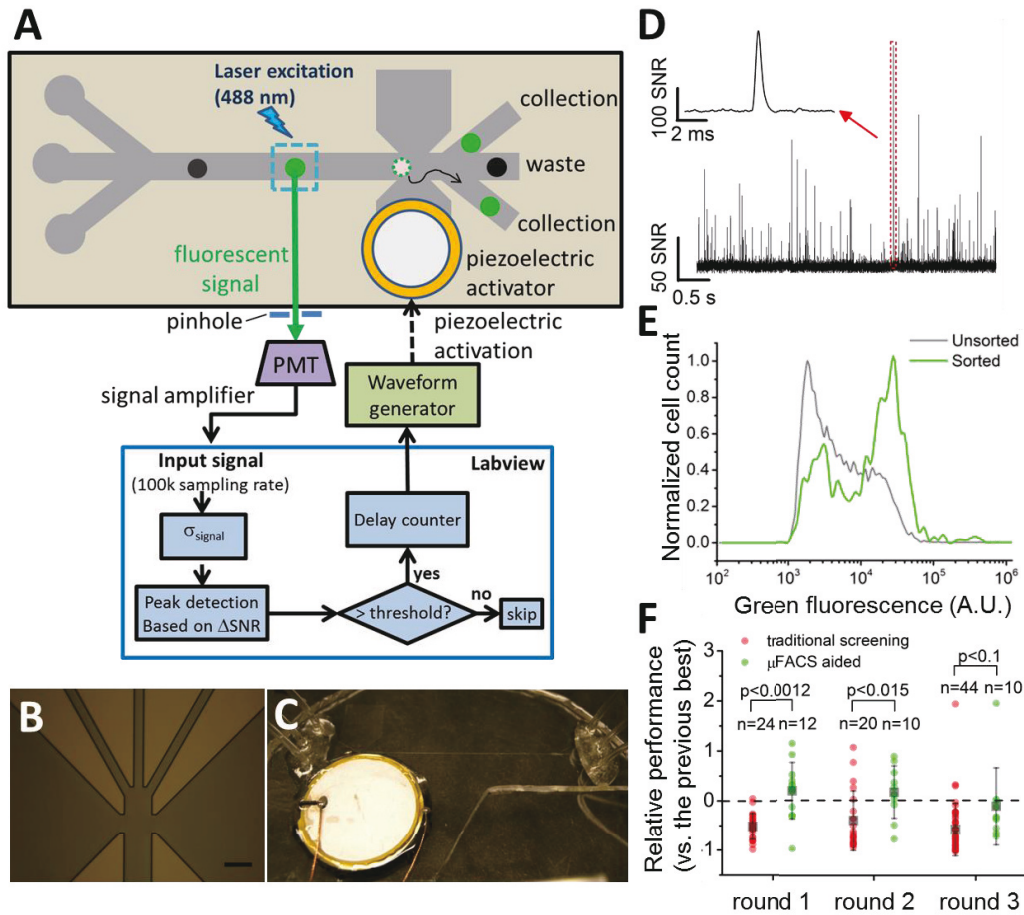 A
Laser excitation
(488 nm)
collection
waste
collection
fluorescent
signal
piezoelectric
activator
pinhole
piezoelectric
activation
PMT
signal amplifier
Waveform
generator
Input signal
(100k sampling rate)
Labview
σsignal
Delay counter
yes
no
Peak detection
Based on ΔSNR
> threshold?
skip
B
C
D
100 SNR
2 ms
50 SNR
0.5 s
E
Unsorted
Sorted
Normalized cell count
1.0
0.8
0.6
0.4
0.2
0.0
10² 10³ 10⁴ 10⁵ 10⁶
Green fluorescence (A.U.)
F
traditional screening
μFACS aided
Relative performance
(vs. the previous best)
3
2
1
0
-1
p<0.0012
p<0.015
p<0.1
n=24 n=12
n=20 n=10
n=44 n=10
round 1
round 2
round 3